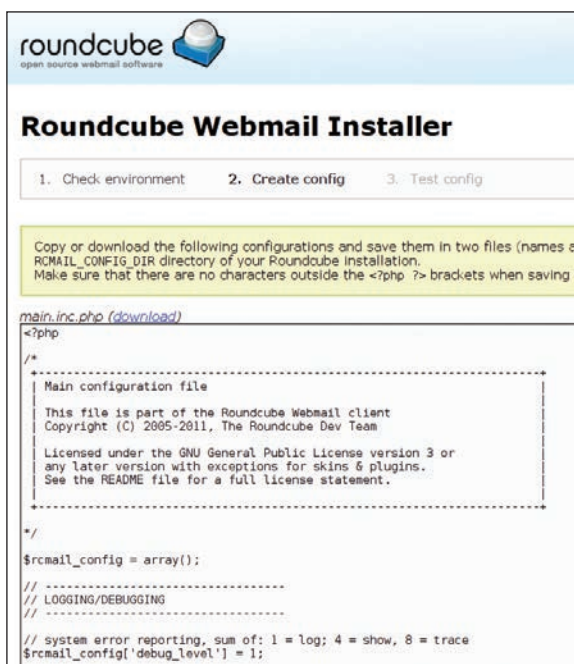 roundcube
open source webmail software
Roundcube Webmail Installer
1. Check environment 2. Create config 3. Test config
Copy or download the following configurations and save them in two files (names a
RCMAIL_CONFIG_DIR directory of your Roundcube installation.
Make sure that there are no characters outside the <?php ?> brackets when saving
main.inc.php (download)
<?php
/*
+-----------------------------------------------------------------------+
| Main configuration file |
| This file is part of the Roundcube Webmail client |
| Copyright (C) 2005-2011, The Roundcube Dev Team |
| Licensed under the GNU General Public License version 3 or |
| any later version with exceptions for skins & plugins. |
| See the README file for a full license statement. |
+-----------------------------------------------------------------------+
*/
$rcmail_config = array();
// ----------------------------------
// LOGGING/DEBUGGING
// ----------------------------------
// system error reporting, sum of: 1 = log; 4 = show, 8 = trace
$rcmail_config['debug_level'] = 1;